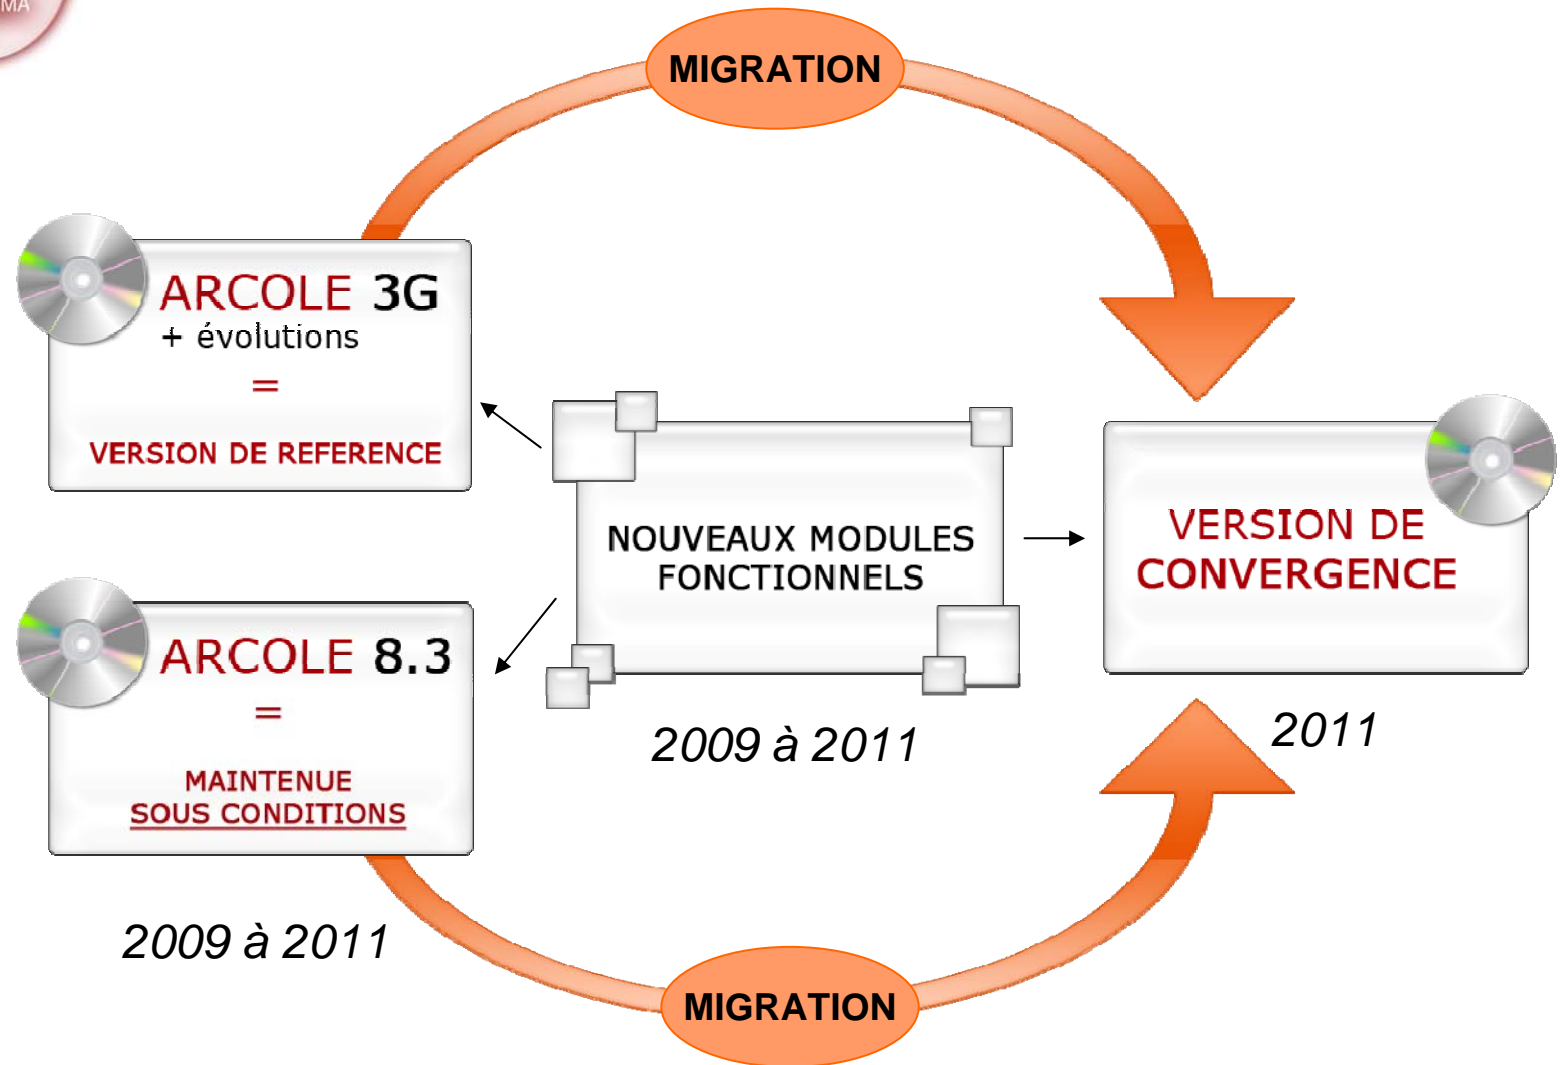 MA
MIGRATION
ARCOLE 3G
+ évolutions
=
VERSION DE REFERENCE
NOUVEAUX MODULES
FONCTIONNELS
2009 à 2011
VERSION DE
CONVERGENCE
2011
ARCOLE 8.3
=
MAINTENUE
SOUS CONDITIONS
2009 à 2011
MIGRATION